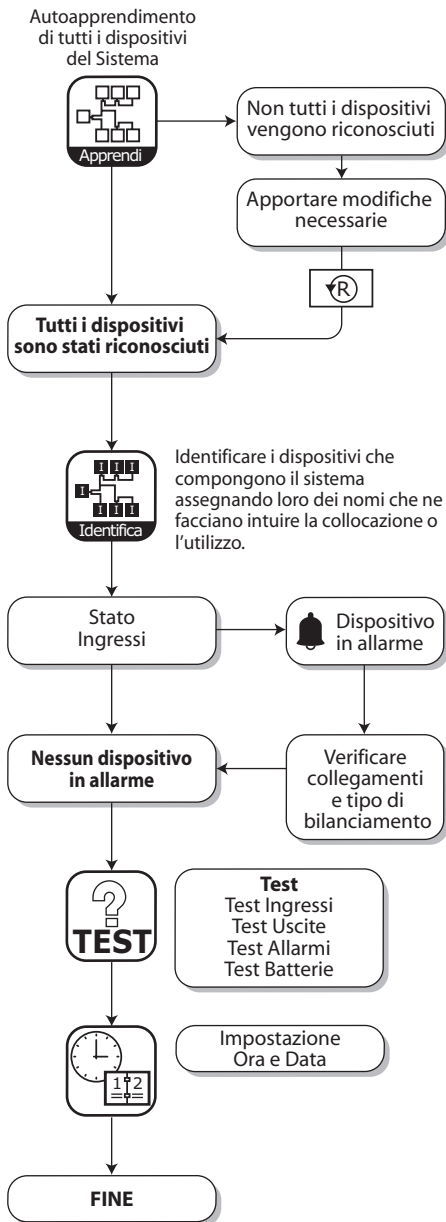 Autoapprendimento
di tutti i dispositivi
del Sistema
Apprendi
Non tutti i dispositivi
vengono riconosciuti
Apportare modifiche
necessarie
R
Tutti i dispositivi
sono stati riconosciuti
I I I
I
I I I
Identifica
Identificare i dispositivi che
compongono il sistema
assegnando loro dei nomi che ne
facciano intuire la collocazione o
l'utilizzo.
Stato
Ingressi
Dispositivo
in allarme
Nessun dispositivo
in allarme
Verificare
collegamenti
e tipo di
bilanciamento
?
TEST
Test
Test Ingressi
Test Uscite
Test Allarmi
Test Batterie
1 2
Impostazione
Ora e Data
FINE